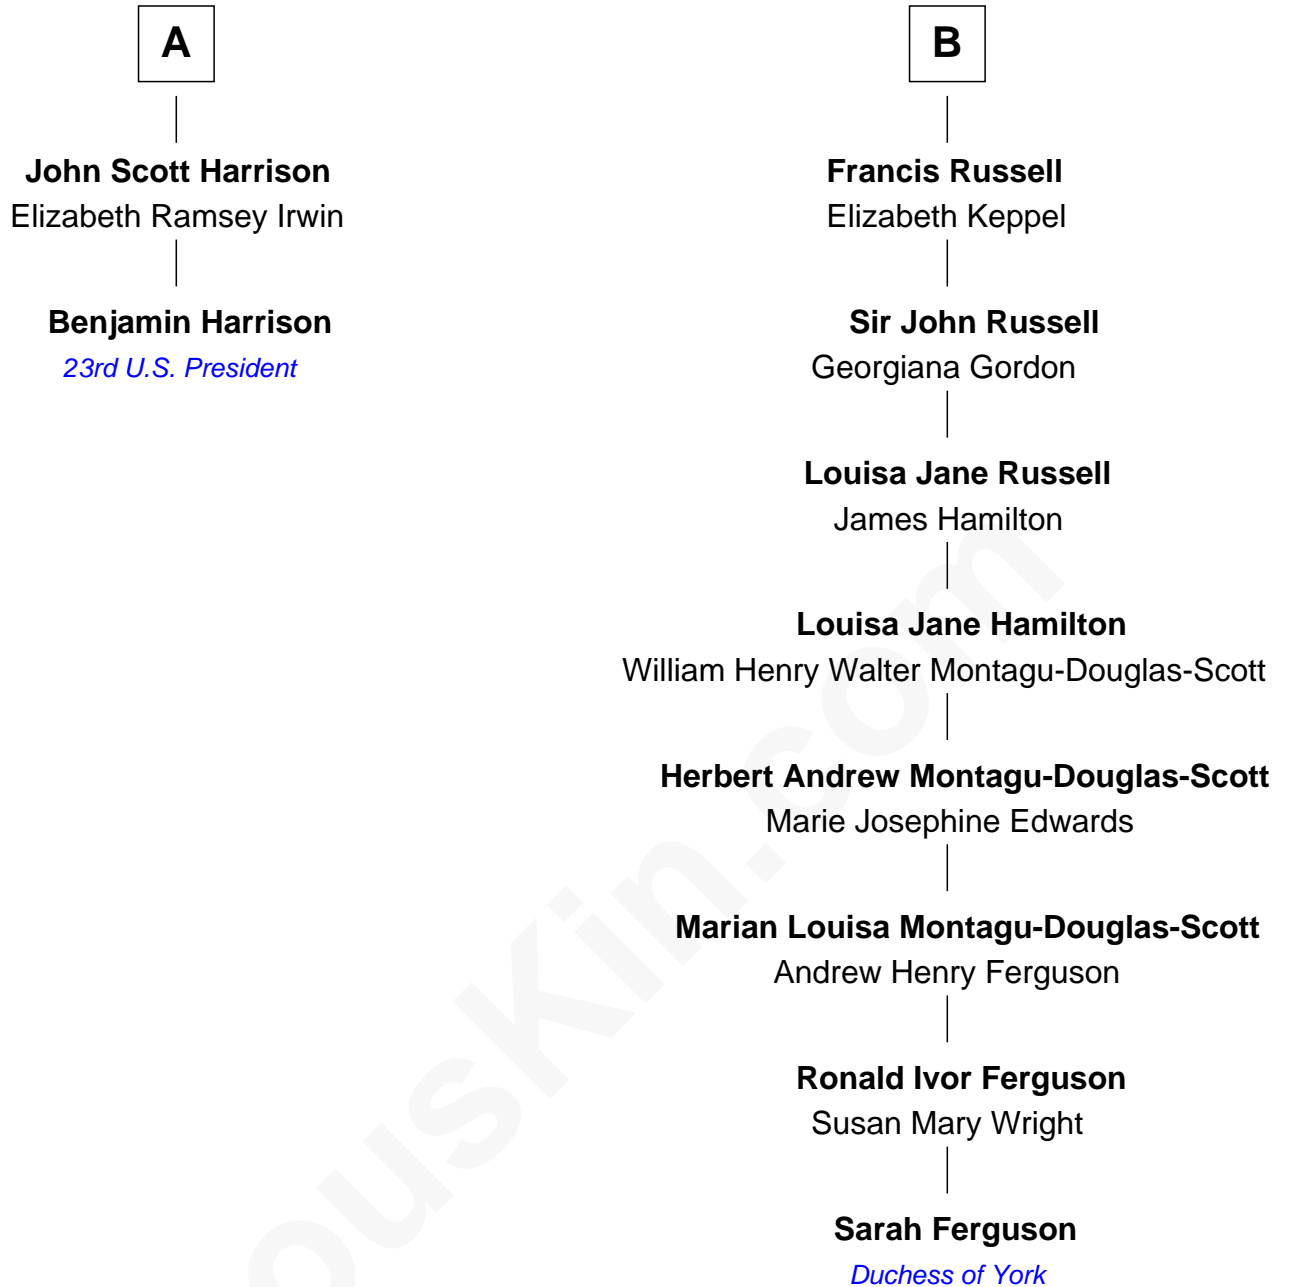 A
John Scott Harrison
Elizabeth Ramsey Irwin
Benjamin Harrison
23rd U.S. President
B
Francis Russell
Elizabeth Keppel
Sir John Russell
Georgiana Gordon
Louisa Jane Russell
James Hamilton
Louisa Jane Hamilton
William Henry Walter Montagu-Douglas-Scott
Herbert Andrew Montagu-Douglas-Scott
Marie Josephine Edwards
Marian Louisa Montagu-Douglas-Scott
Andrew Henry Ferguson
Ronald Ivor Ferguson
Susan Mary Wright
Sarah Ferguson
Duchess of York
ousKin.com